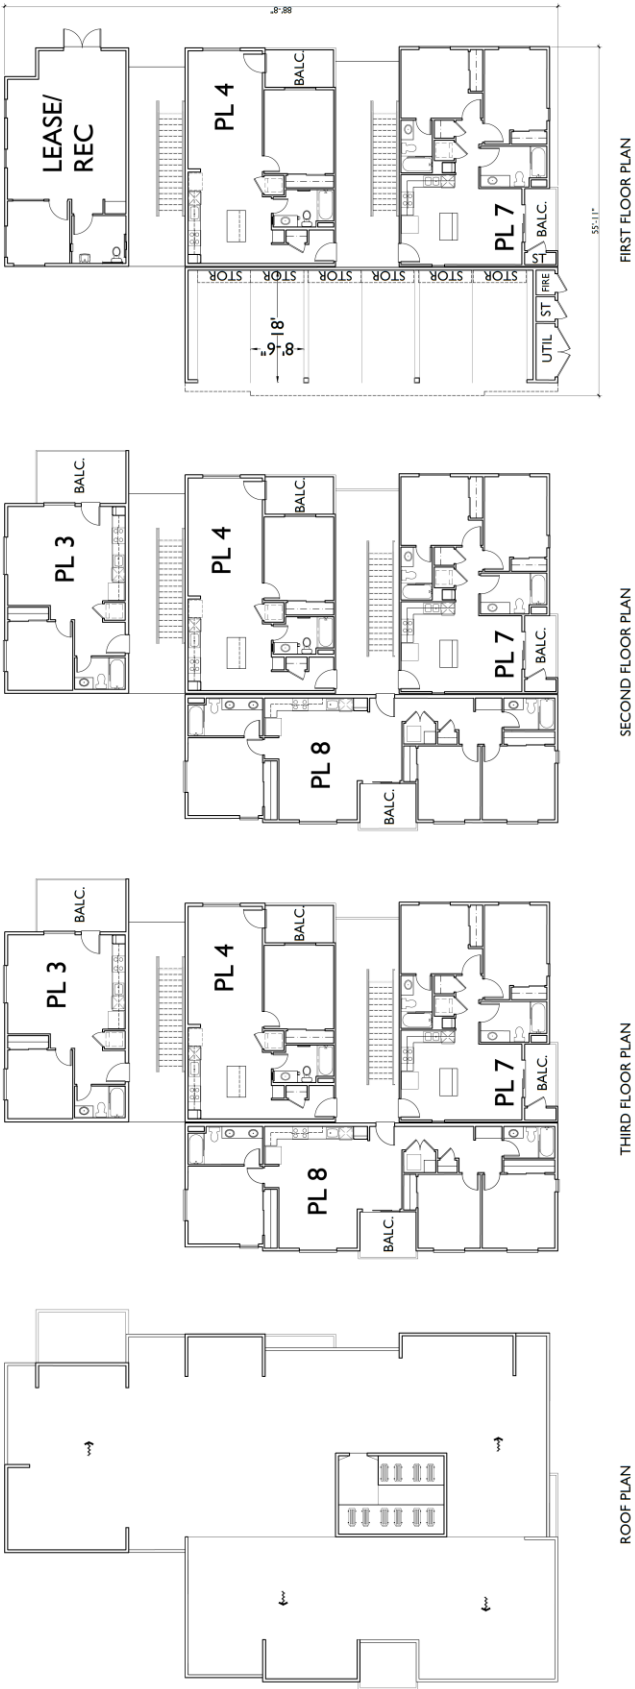 88'-8"
LEASE/
REC
PL 4
BALC.
PL 7
BALC.
ST
STOR
STOR
STOR
STOR
STOR
STOR
18'
8'-6"
FIRE
ST
UTIL
55'-11"
FIRST FLOOR PLAN
BALC.
PL 3
PL 4
BALC.
PL 7
BALC.
PL 8
BALC.
SECOND FLOOR PLAN
BALC.
PL 3
PL 4
BALC.
PL 7
BALC.
PL 8
BALC.
THIRD FLOOR PLAN
ROOF PLAN